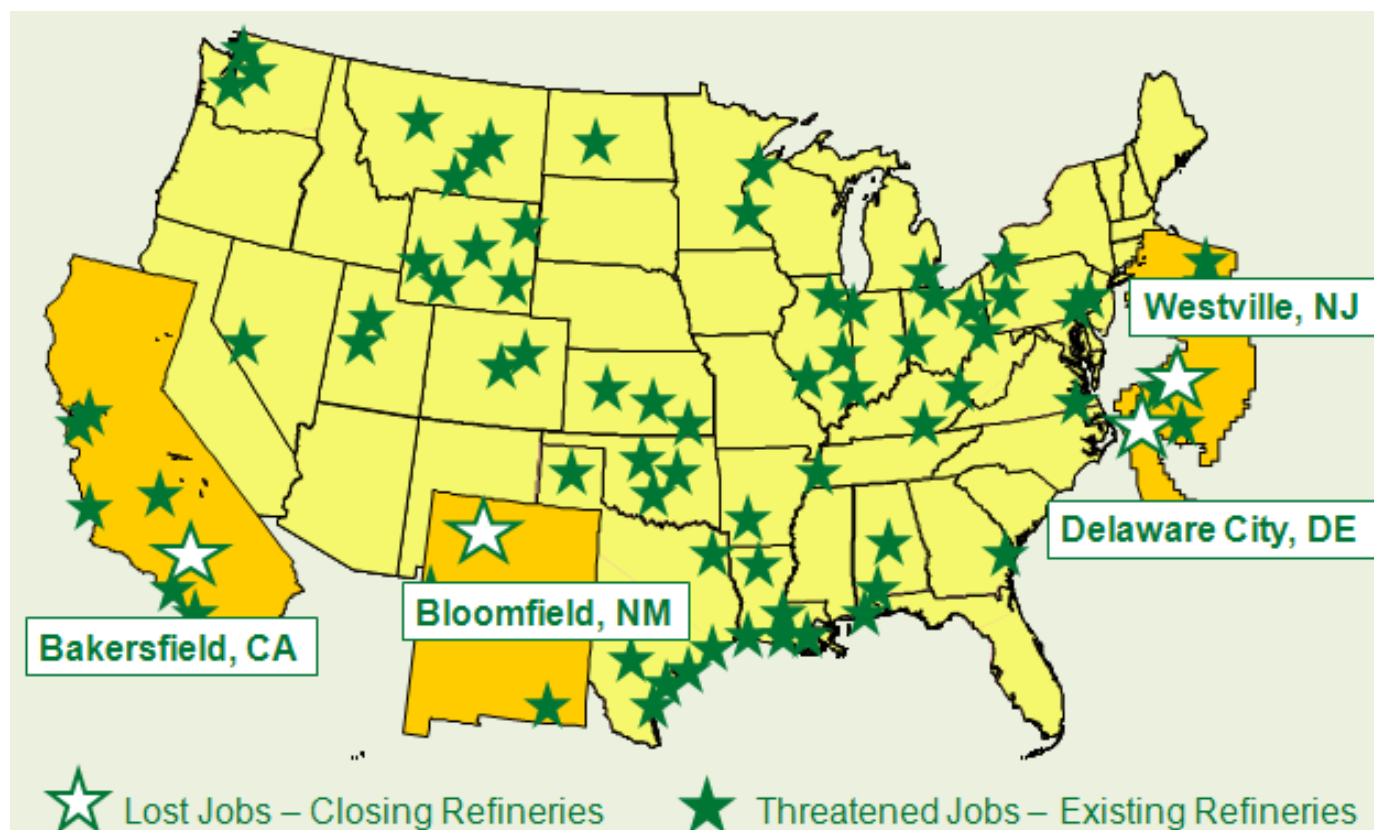 Westville, NJ
Delaware City, DE
Bloomfield, NM
Bakersfield, CA
Lost Jobs – Closing Refineries
Threatened Jobs – Existing Refineries